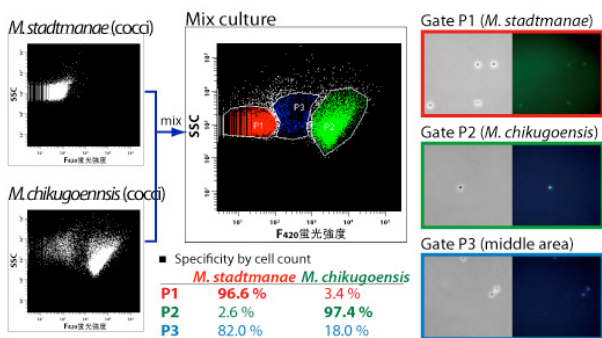 M. stadtmanae (cocci)
SSC
F420蛍光強度
M.chikugoennsis (cocci)
SSC
F420蛍光強度
mix
Mix culture
SSC
P1
P3
P2
F420蛍光強度
■ Specificity by cell count
M. stadtmanae M. chikugoensis
P1 96.6 % 3.4 %
P2 2.6 % 97.4 %
P3 82.0 % 18.0 %
Gate P1 (M. stadtmanae)
Gate P2 (M. chikugoensis)
Gate P3 (middle area)